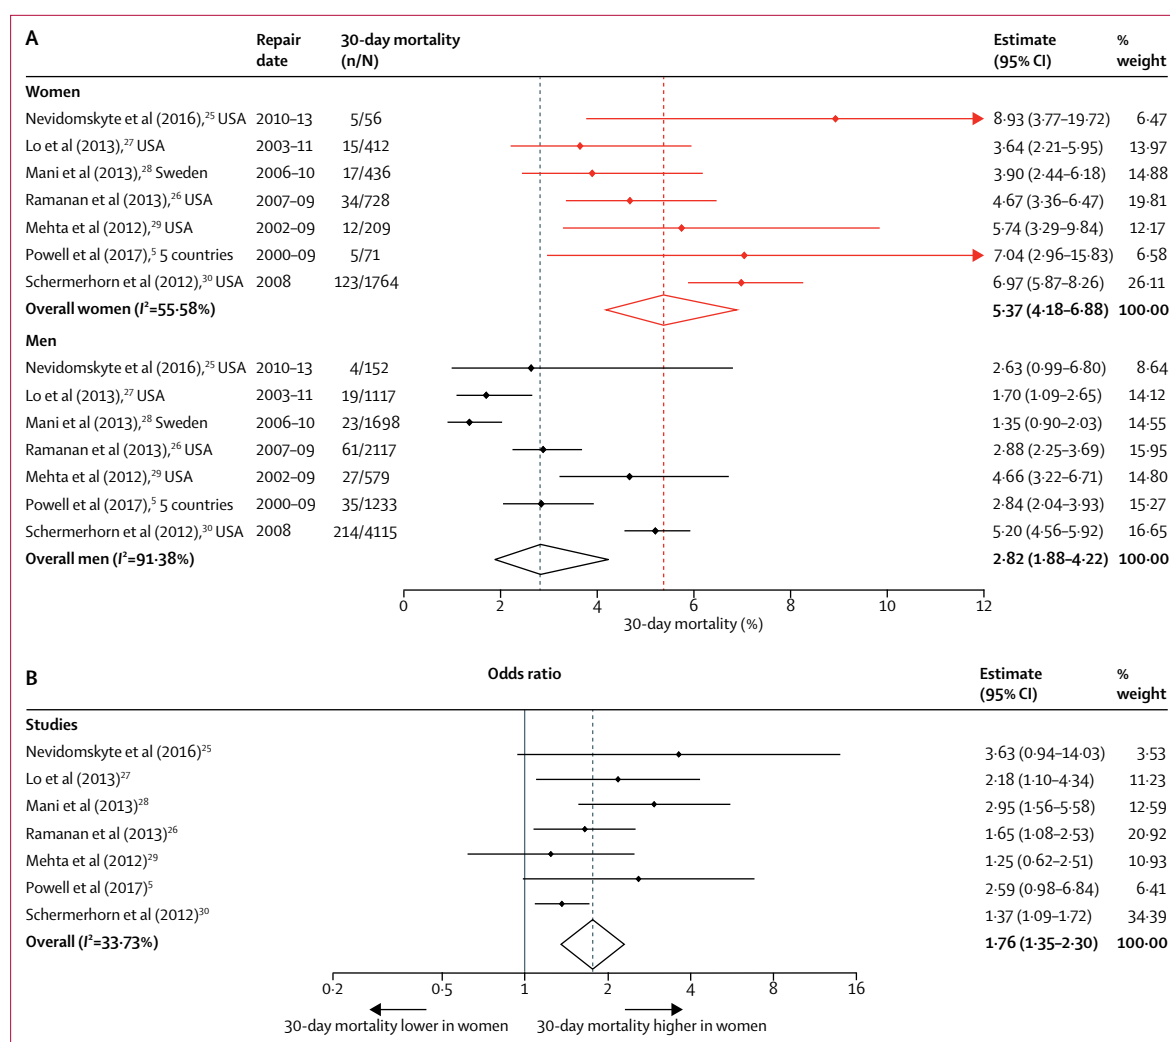 A Repair 30-day mortality Estimate %
date (n/N) (95% CI) weight
Women
Nevidomskyte et al (2016),²⁵ USA 2010–13 5/56 8·93 (3·77–19·72) 6·47
Lo et al (2013),²⁷ USA 2003–11 15/412 3·64 (2·21–5·95) 13·97
Mani et al (2013),²⁸ Sweden 2006–10 17/436 3·90 (2·44–6·18) 14·88
Ramanan et al (2013),²⁶ USA 2007–09 34/728 4·67 (3·36–6·47) 19·81
Mehta et al (2012),²⁹ USA 2002–09 12/209 5·74 (3·29–9·84) 12·17
Powell et al (2017),⁵ 5 countries 2000–09 5/71 7·04 (2·96–15·83) 6·58
Schermerhorn et al (2012),³⁰ USA 2008 123/1764 6·97 (5·87–8·26) 26·11
Overall women (I²=55·58%) 5·37 (4·18–6·88) 100·00
Men
Nevidomskyte et al (2016),²⁵ USA 2010–13 4/152 2·63 (0·99–6·80) 8·64
Lo et al (2013),²⁷ USA 2003–11 19/1117 1·70 (1·09–2·65) 14·12
Mani et al (2013),²⁸ Sweden 2006–10 23/1698 1·35 (0·90–2·03) 14·55
Ramanan et al (2013),²⁶ USA 2007–09 61/2117 2·88 (2·25–3·69) 15·95
Mehta et al (2012),²⁹ USA 2002–09 27/579 4·66 (3·22–6·71) 14·80
Powell et al (2017),⁵ 5 countries 2000–09 35/1233 2·84 (2·04–3·93) 15·27
Schermerhorn et al (2012),³⁰ USA 2008 214/4115 5·20 (4·56–5·92) 16·65
Overall men (I²=91·38%) 2·82 (1·88–4·22) 100·00
0 2 4 6 8 10 12
30-day mortality (%)
B Odds ratio Estimate %
(95% CI) weight
Studies
Nevidomskyte et al (2016)²⁵ 3·63 (0·94–14·03) 3·53
Lo et al (2013)²⁷ 2·18 (1·10–4·34) 11·23
Mani et al (2013)²⁸ 2·95 (1·56–5·58) 12·59
Ramanan et al (2013)²⁶ 1·65 (1·08–2·53) 20·92
Mehta et al (2012)²⁹ 1·25 (0·62–2·51) 10·93
Powell et al (2017)⁵ 2·59 (0·98–6·84) 6·41
Schermerhorn et al (2012)³⁰ 1·37 (1·09–1·72) 34·39
Overall (I²=33·73%) 1·76 (1·35–2·30) 100·00
0·2 1 2 4 8 16
30-day mortality lower in women 30-day mortality higher in women